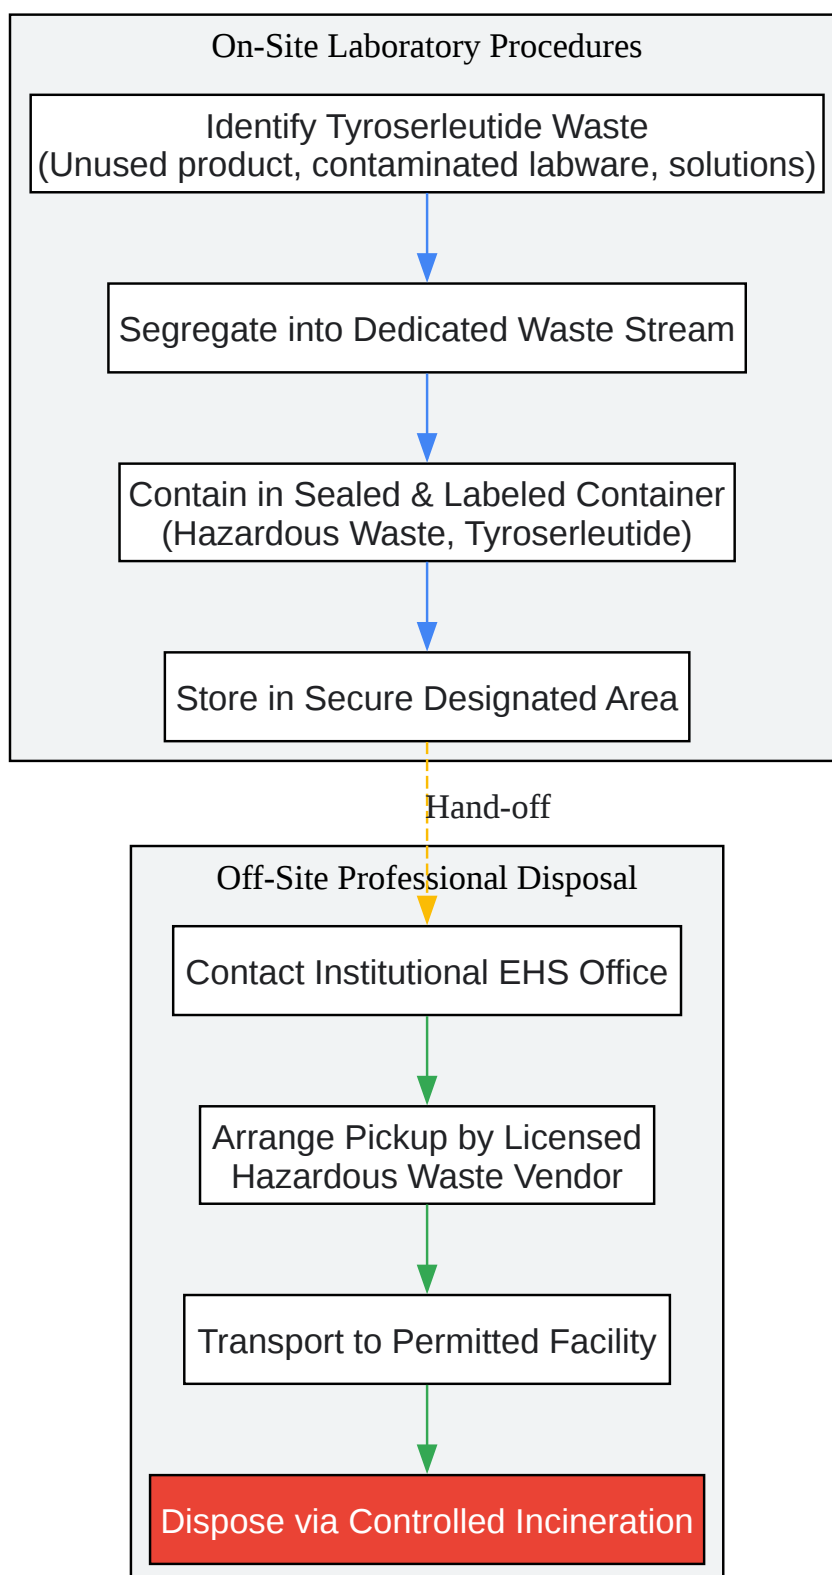 On-Site Laboratory Procedures
Identify Tyroserleutide Waste
(Unused product, contaminated labware, solutions)
Segregate into Dedicated Waste Stream
Contain in Sealed & Labeled Container
(Hazardous Waste, Tyroserleutide)
Store in Secure Designated Area
Hand-off
Off-Site Professional Disposal
Contact Institutional EHS Office
Arrange Pickup by Licensed
Hazardous Waste Vendor
Transport to Permitted Facility
Dispose via Controlled Incineration